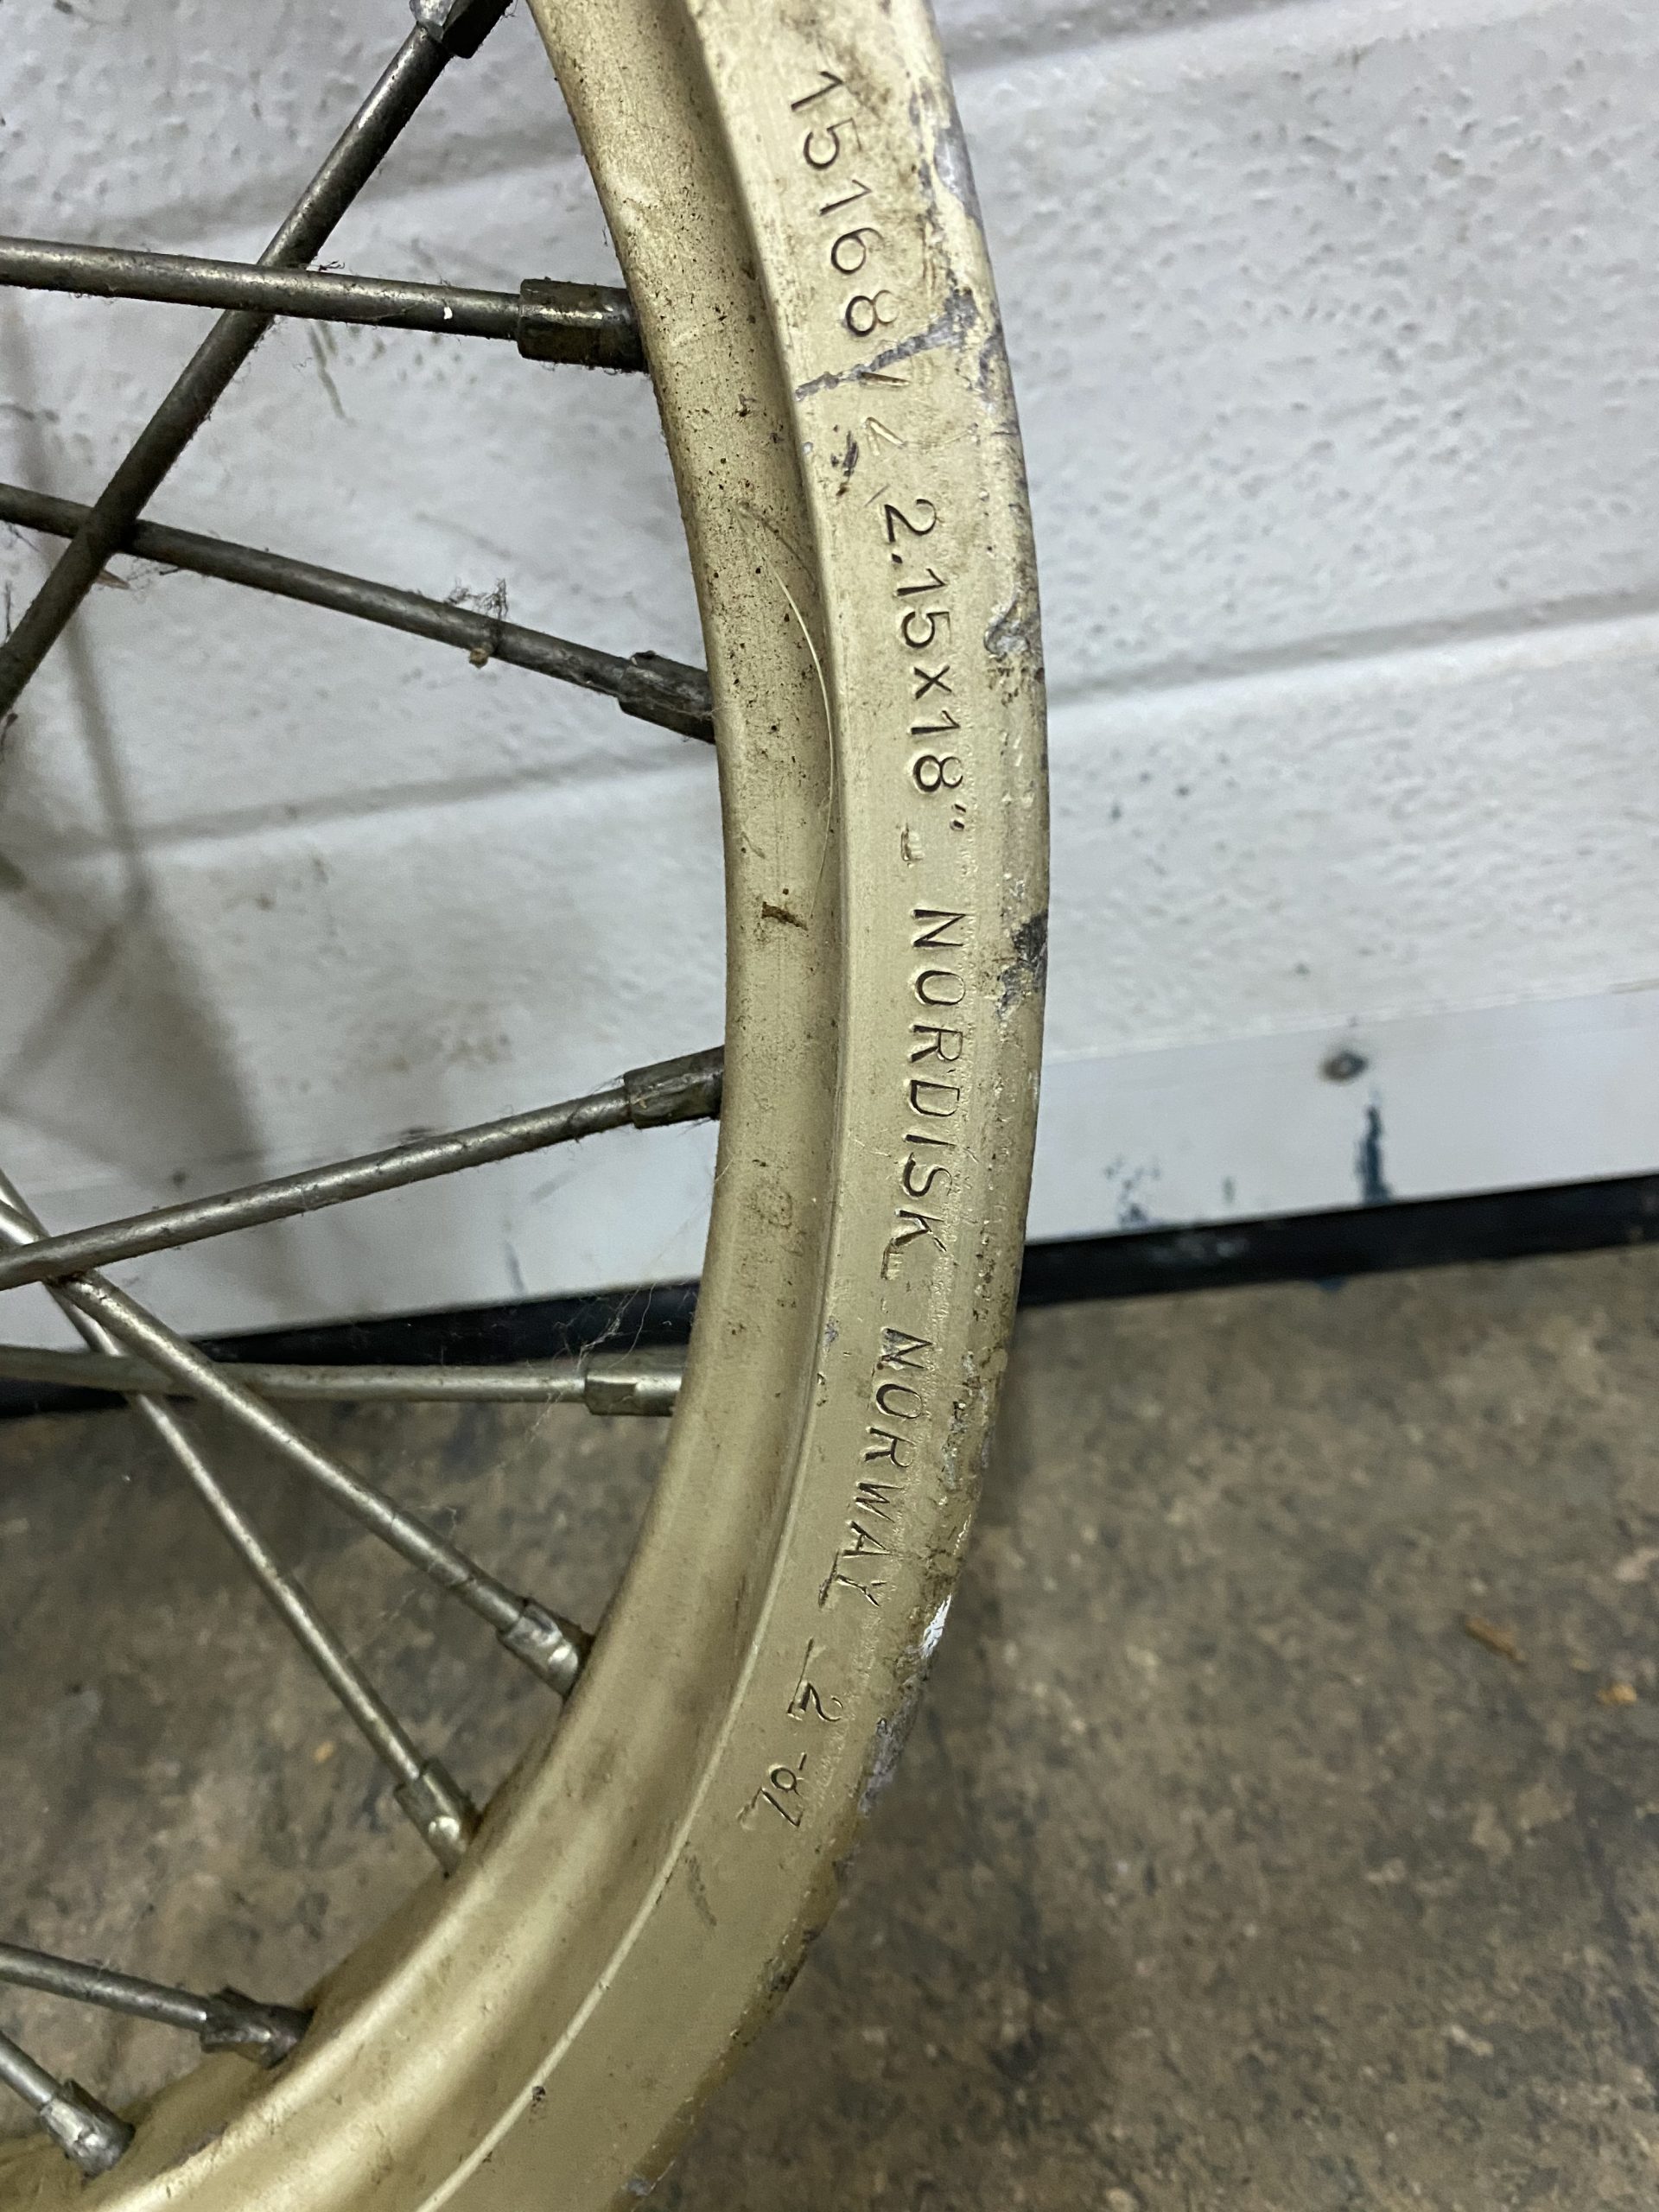 15168 // 2.15x18" _ NORDISK _ NORWAY _ 2-82